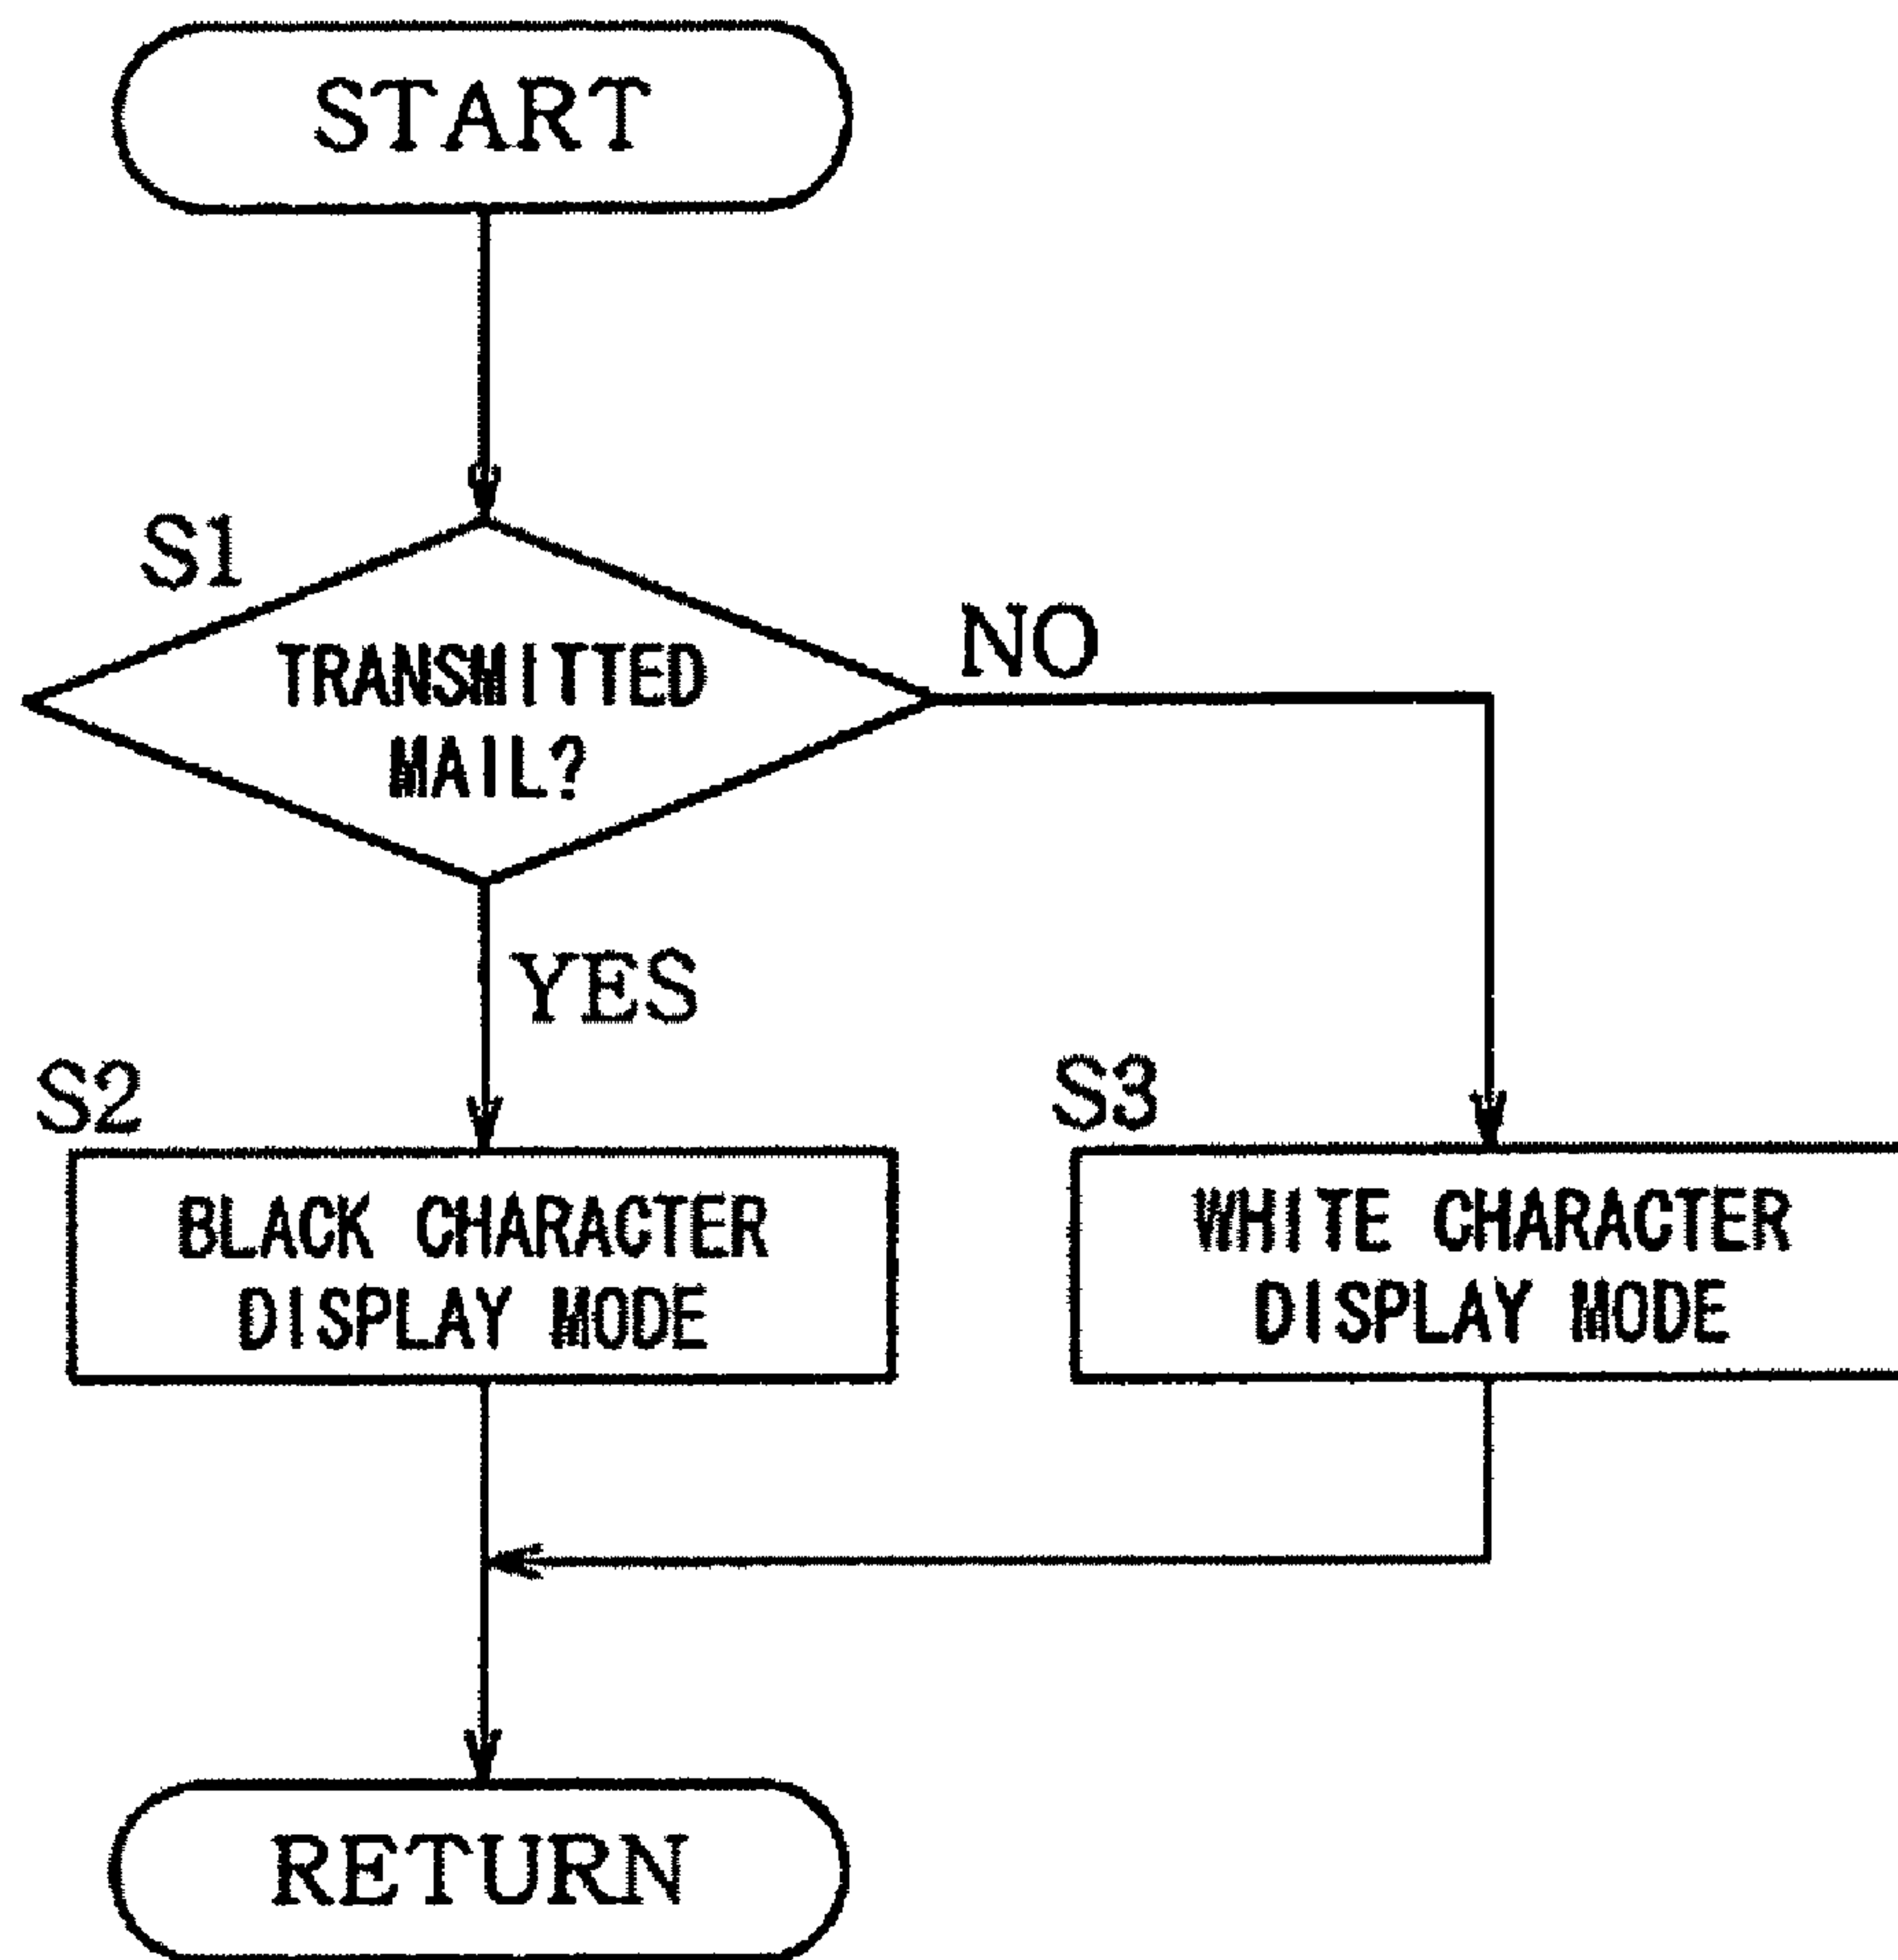 START
S1
TRANSMITTED
MAIL?
NO
YES
S2
BLACK CHARACTER
DISPLAY MODE
S3
WHITE CHARACTER
DISPLAY MODE
RETURN